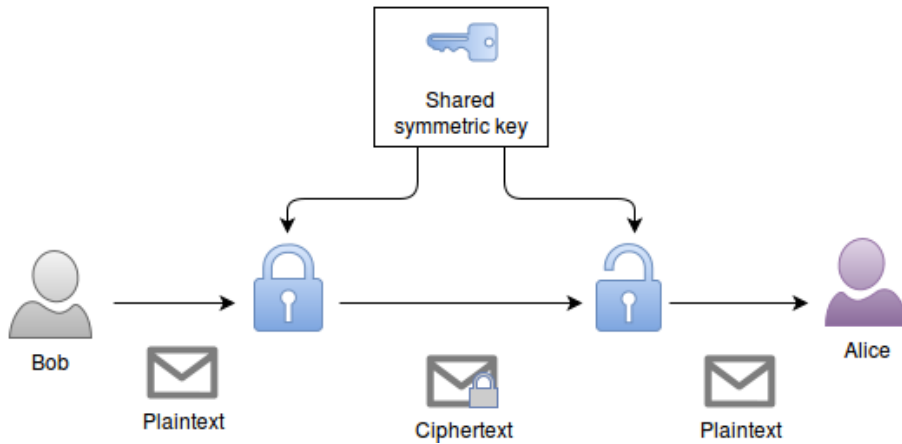 Shared
symmetric key
Bob
Alice
Plaintext
Ciphertext
Plaintext